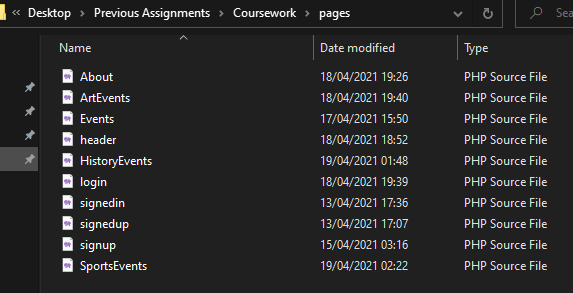 Desktop > Previous Assignments > Coursework > pages Sea
Name Date modified Type
About 18/04/2021 19:26 PHP Source File
ArtEvents 18/04/2021 19:40 PHP Source File
Events 17/04/2021 15:50 PHP Source File
header 18/04/2021 18:52 PHP Source File
HistoryEvents 19/04/2021 01:48 PHP Source File
login 18/04/2021 19:39 PHP Source File
signedin 13/04/2021 17:36 PHP Source File
signedup 13/04/2021 17:07 PHP Source File
signup 15/04/2021 03:16 PHP Source File
SportsEvents 19/04/2021 02:22 PHP Source File